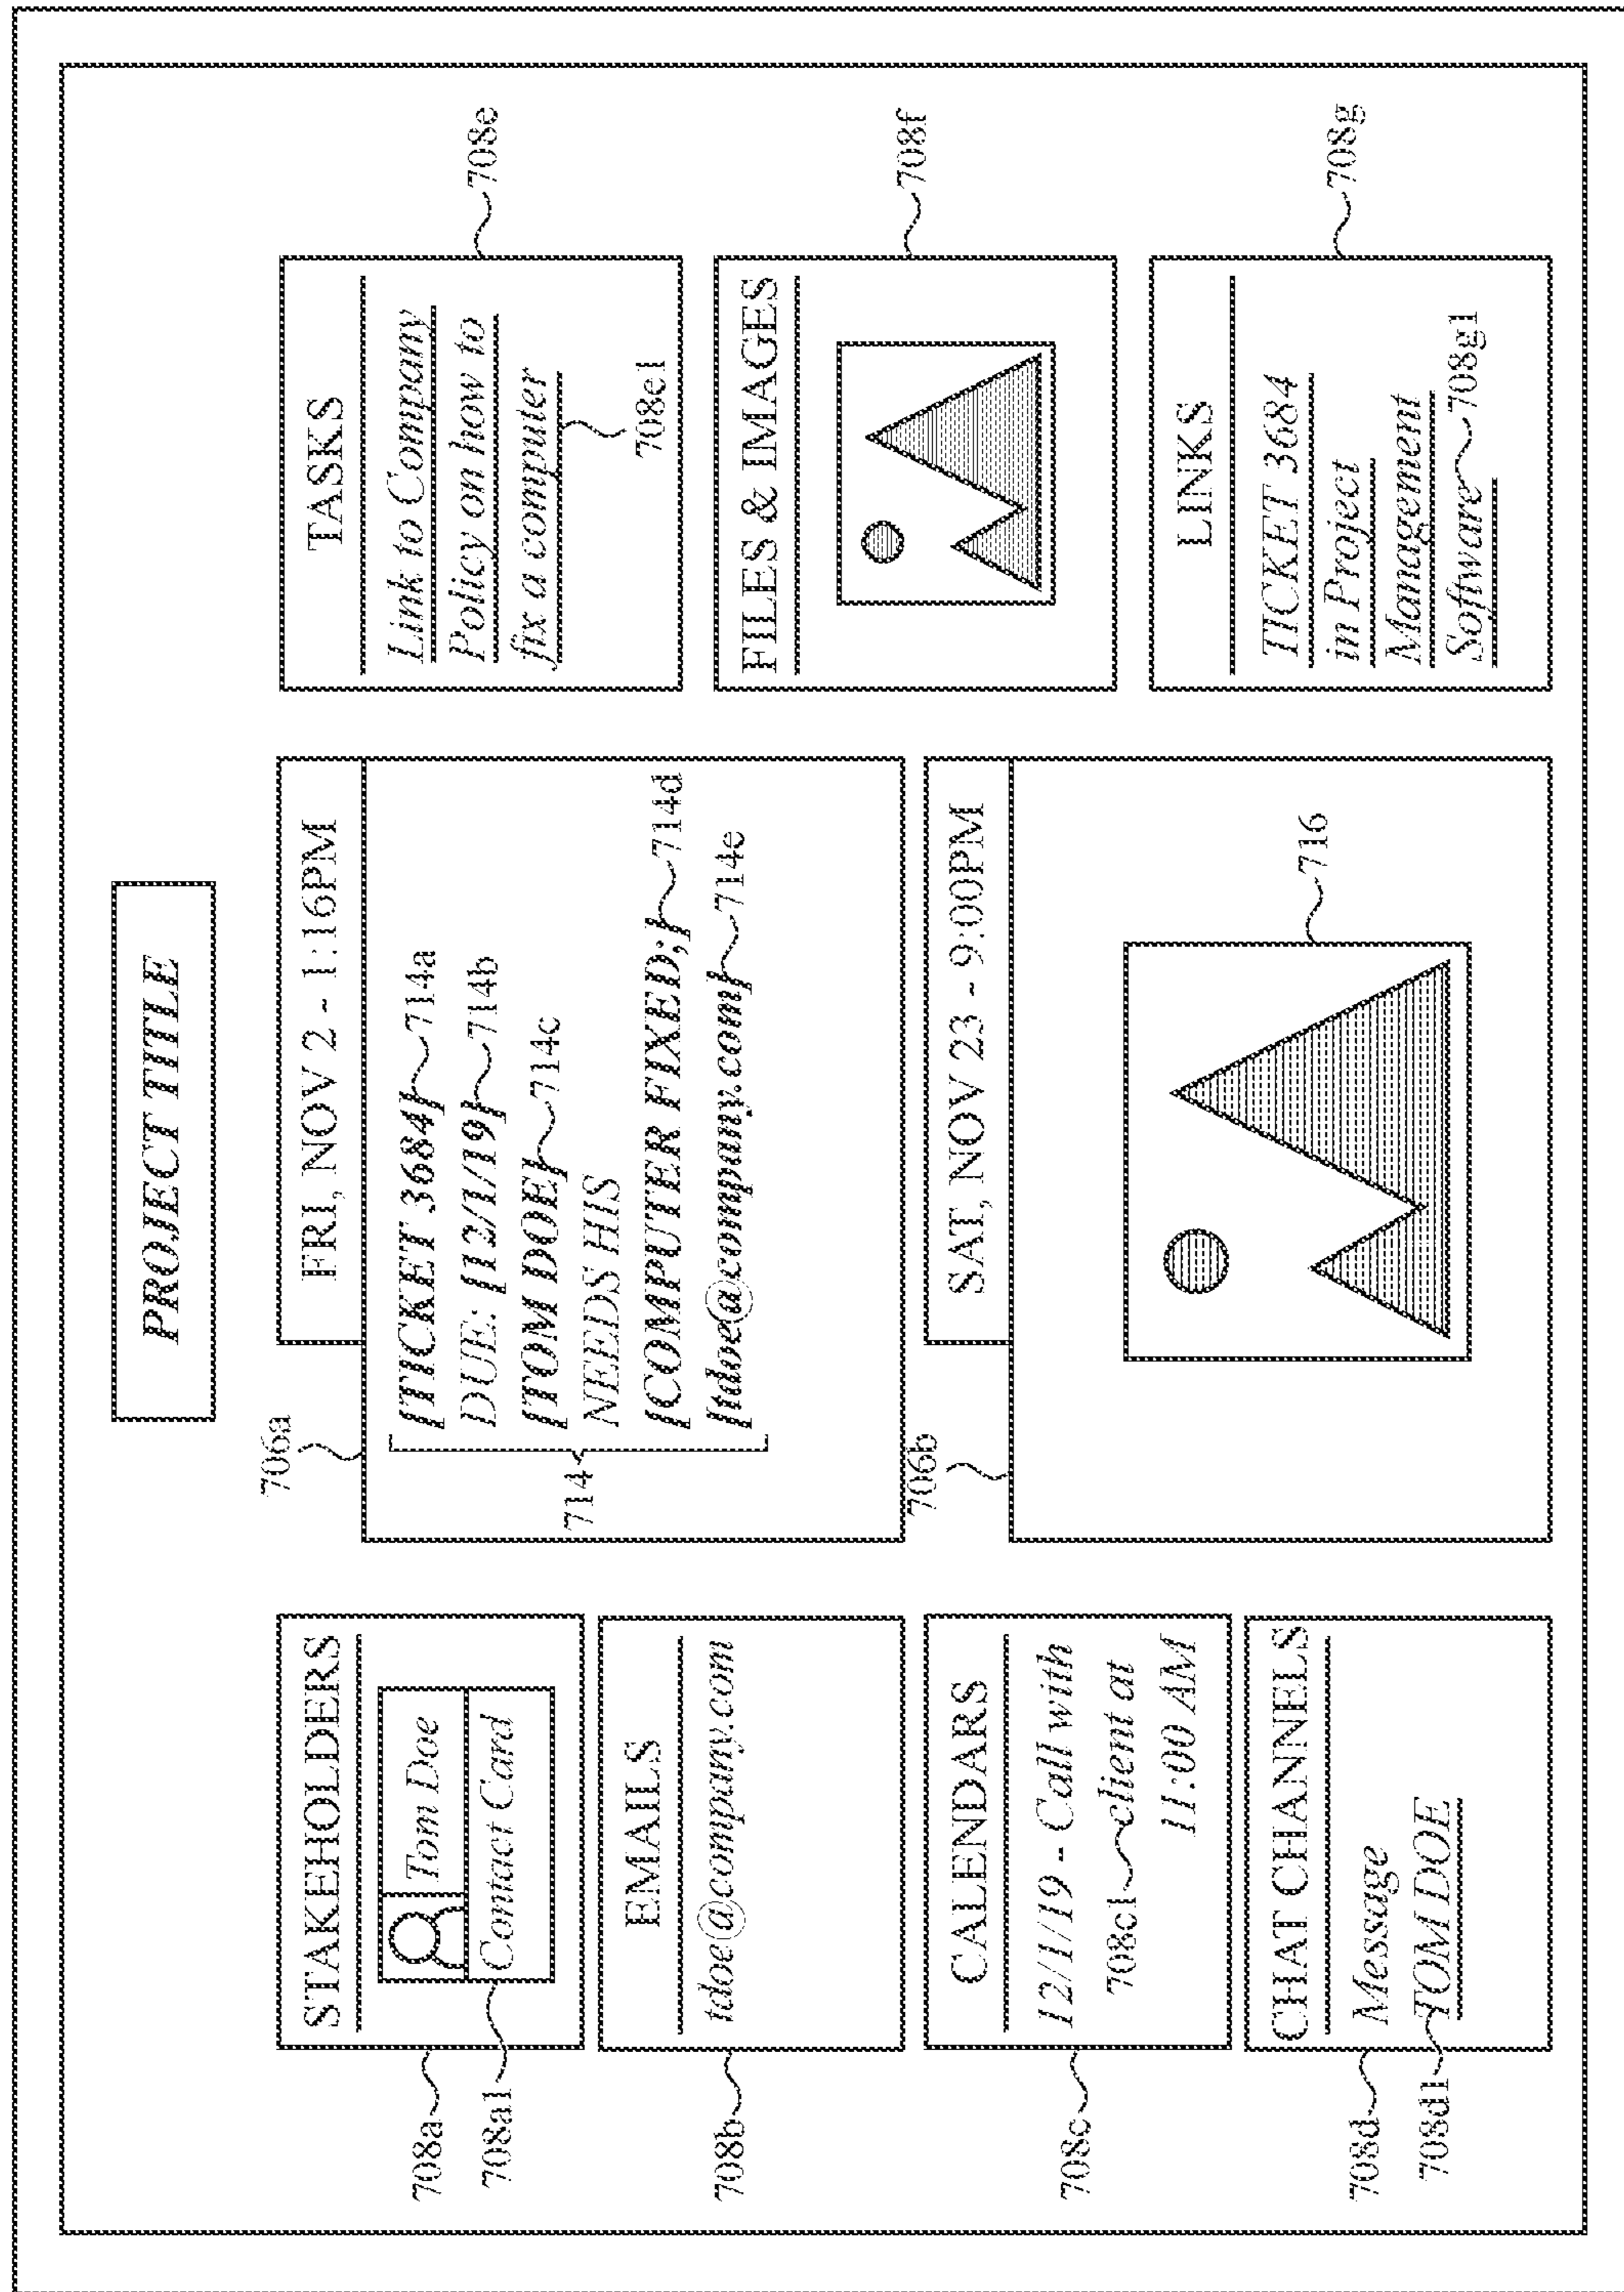 PROJECT TITLE
708a
708a1
STAKEHOLDERS
Tom Doe
Contact Card
708b
EMAILS
tdoe@company.com
708c
CALENDARS
12/1/19 - Call with
708c1 client at
11:00 AM
708d
708d1
CHAT CHANNELS
Message
TOM DOE
706a
FRI, NOV 2 - 1:16PM
714
[TICKET 3684] 714a
DUE: [12/1/19] 714b
[TOM DOE] 714c
NEEDS HIS
[COMPUTER FIXED;] 714d
[tdoe@company.com] 714e
706b
SAT, NOV 23 - 9:00PM
716
TASKS
708e
Link to Company
Policy on how to
fix a computer
708e1
FILES & IMAGES
708f
LINKS
708g
TICKET 3684
in Project
Management
Software 708g1